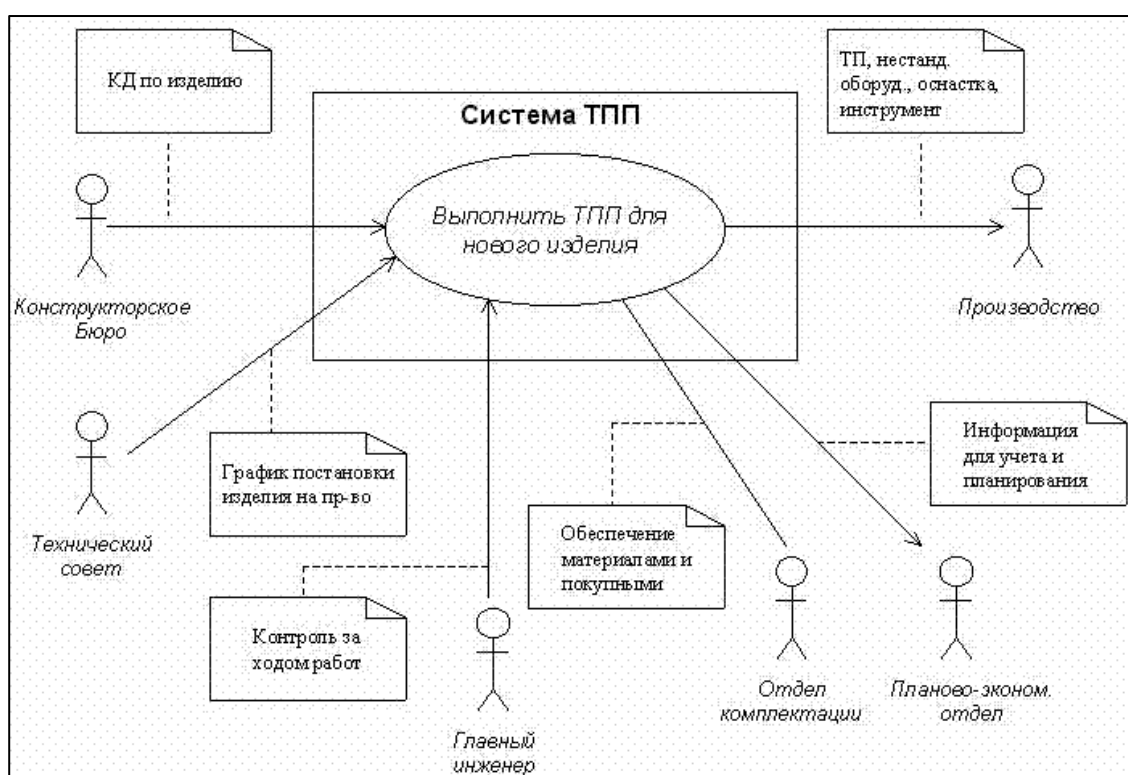 КД по изделию
ТП, нестанд.
оборуд., оснастка,
инструмент
Система ТПП
Выполнить ТПП для
нового изделия
Конструкторское
Бюро
Производство
График постановки
изделия на пр-во
Информация
для учета и
планирования
Технический
совет
Обеспечение
материалами и
покупными
Контроль за
ходом работ
Главный
инженер
Отдел
комплектации
Планово-эконом.
отдел